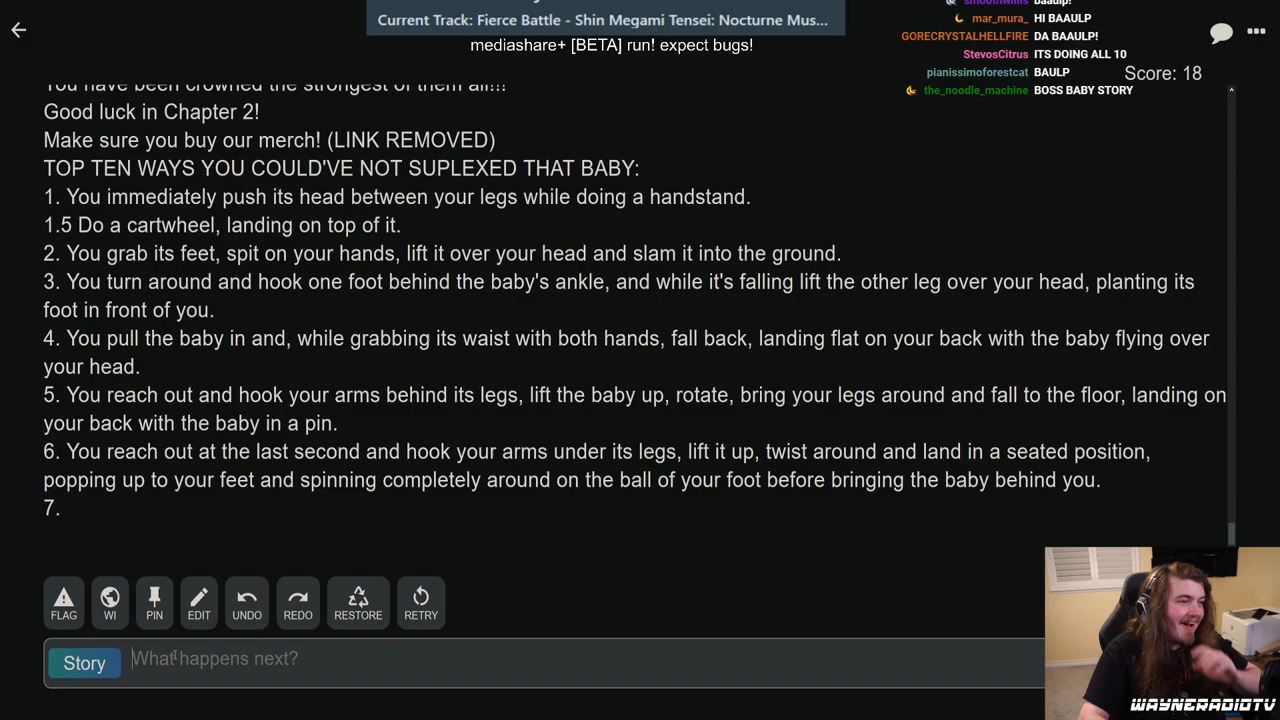 Current Track: Fierce Battle - Shin Megami Tensei: Nocturne Mus...
mediashare+ [BETA] run! expect bugs!
smoothwillis baaulp!
mar_mura_ HI BAAULP
GORECRYSTALHELLFIRE DA BAAULP!
StevosCitrus ITS DOING ALL 10
pianissimoforestcat BAULP
the_noodle_machine BOSS BABY STORY
Score: 18
You have been crowned the strongest of them all!!!
Good luck in Chapter 2!
Make sure you buy our merch! (LINK REMOVED)
TOP TEN WAYS YOU COULD'VE NOT SUPLEXED THAT BABY:
1. You immediately push its head between your legs while doing a handstand.
1.5 Do a cartwheel, landing on top of it.
2. You grab its feet, spit on your hands, lift it over your head and slam it into the ground.
3. You turn around and hook one foot behind the baby's ankle, and while it's falling lift the other leg over your head, planting its
foot in front of you.
4. You pull the baby in and, while grabbing its waist with both hands, fall back, landing flat on your back with the baby flying over
your head.
5. You reach out and hook your arms behind its legs, lift the baby up, rotate, bring your legs around and fall to the floor, landing on
your back with the baby in a pin.
6. You reach out at the last second and hook your arms under its legs, lift it up, twist around and land in a seated position,
popping up to your feet and spinning completely around on the ball of your foot before bringing the baby behind you.
7.
FLAG WI PIN EDIT UNDO REDO RESTORE RETRY
Story What happens next?
WAYNERADIOTV